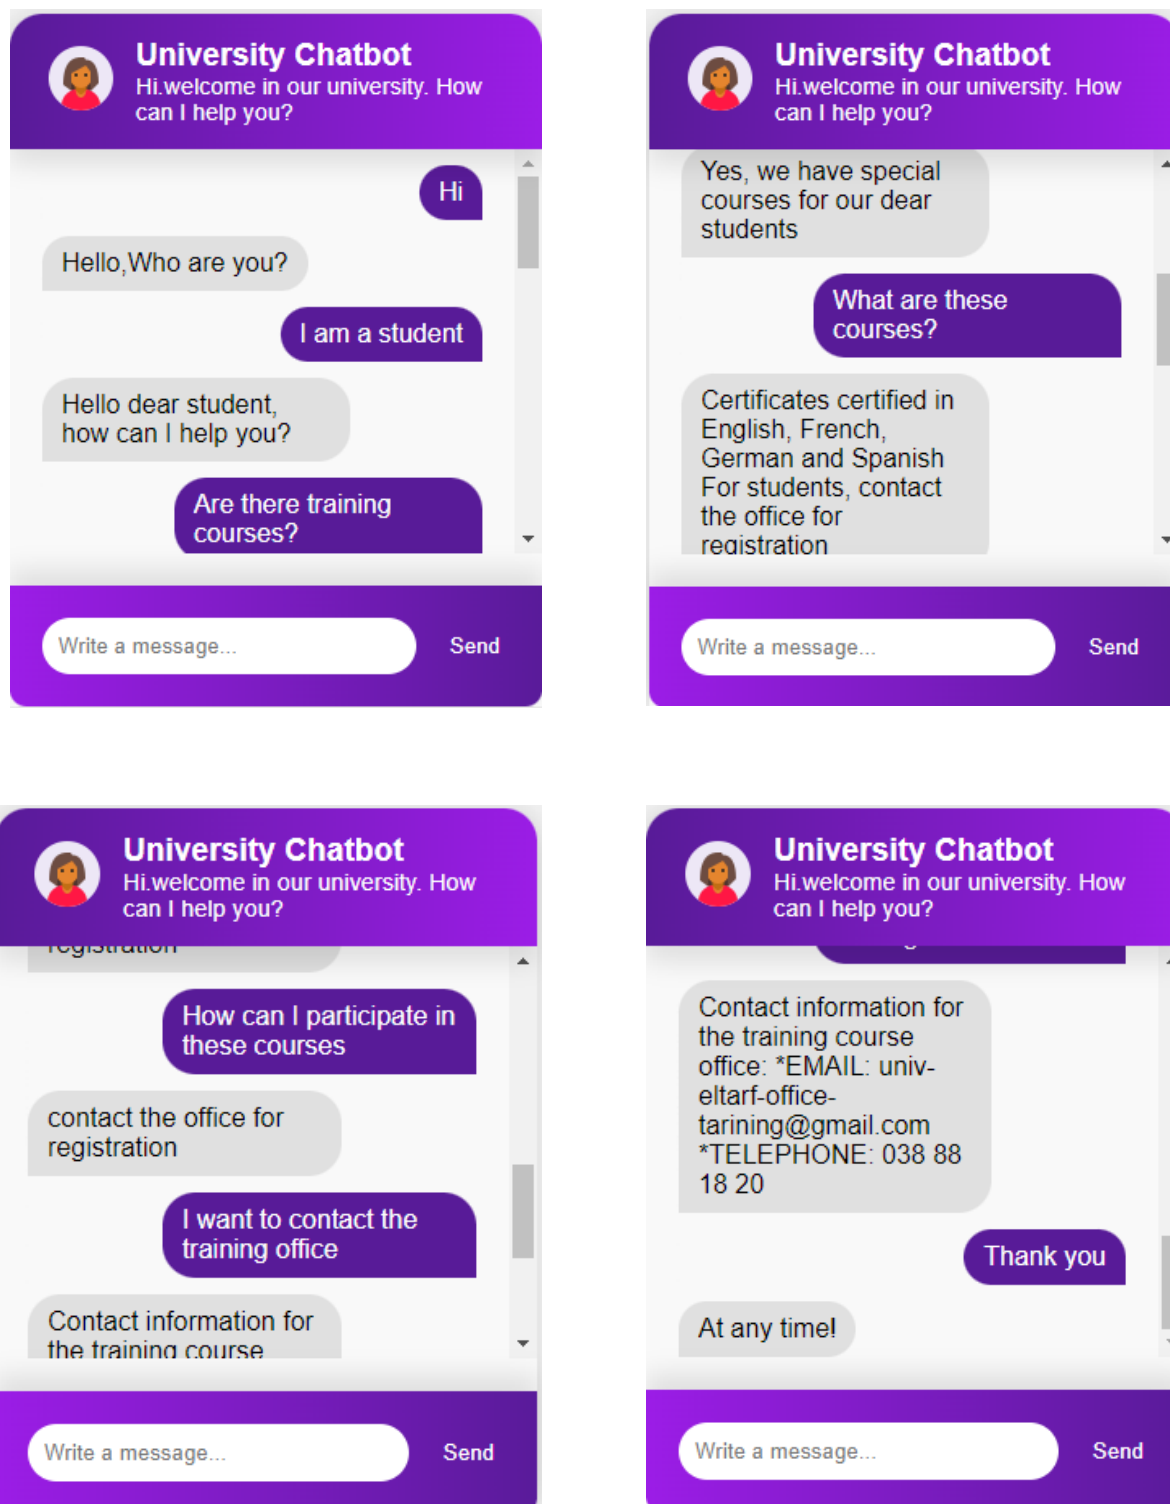 University Chatbot
Hi.welcome in our university. How
can I help you?
Hi
Hello,Who are you?
I am a student
Hello dear student,
how can I help you?
Are there training
courses?
Write a message...
Send
University Chatbot
Hi.welcome in our university. How
can I help you?
Yes, we have special
courses for our dear
students
What are these
courses?
Certificates certified in
English, French,
German and Spanish
For students, contact
the office for
registration
Write a message...
Send
University Chatbot
Hi.welcome in our university. How
can I help you?
registration
How can I participate in
these courses
contact the office for
registration
I want to contact the
training office
Contact information for
the training course
Write a message...
Send
University Chatbot
Hi.welcome in our university. How
can I help you?
Contact information for
the training course
office: *EMAIL: univ-
eltarf-office-
tarining@gmail.com
*TELEPHONE: 038 88
18 20
Thank you
At any time!
Write a message...
Send